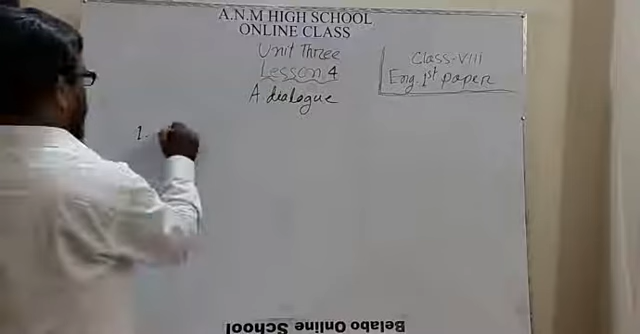 A.N.M HIGH SCHOOL
ONLINE CLASS
Unit Three
Lesson 4
A dialogue
Class-VIII
Eng. 1st paper
1.
Belabo Online School